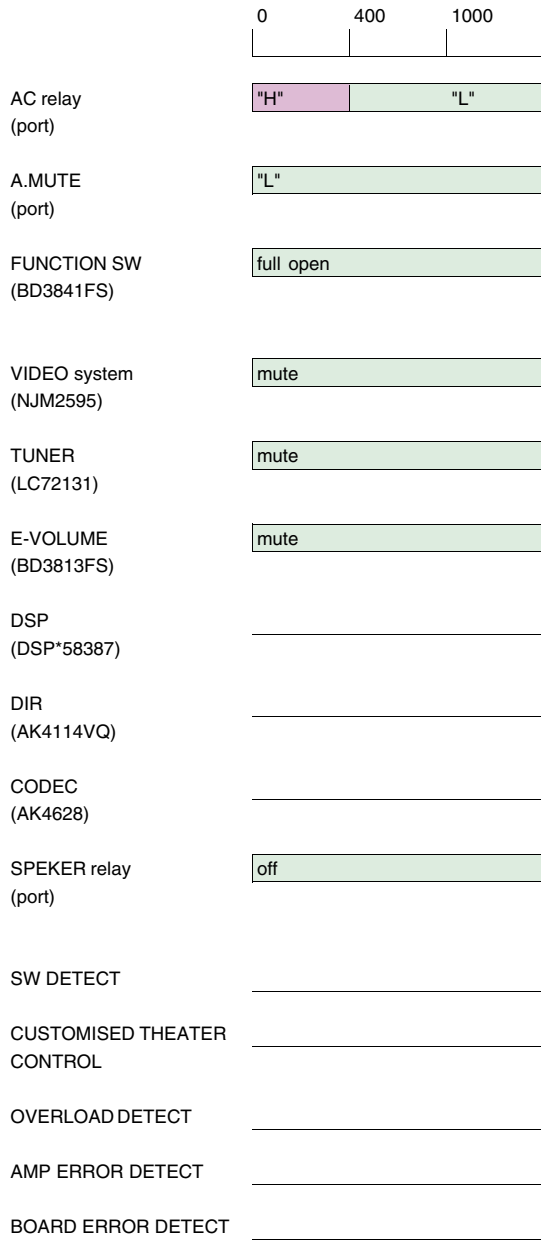 0 400 1000
AC relay "H" "L"
(port)
A.MUTE "L"
(port)
FUNCTION SW full open
(BD3841FS)
VIDEO system mute
(NJM2595)
TUNER mute
(LC72131)
E-VOLUME mute
(BD3813FS)
DSP
(DSP*58387)
DIR
(AK4114VQ)
CODEC
(AK4628)
SPEKER relay off
(port)
SW DETECT
CUSTOMISED THEATER
CONTROL
OVERLOAD DETECT
AMP ERROR DETECT
BOARD ERROR DETECT